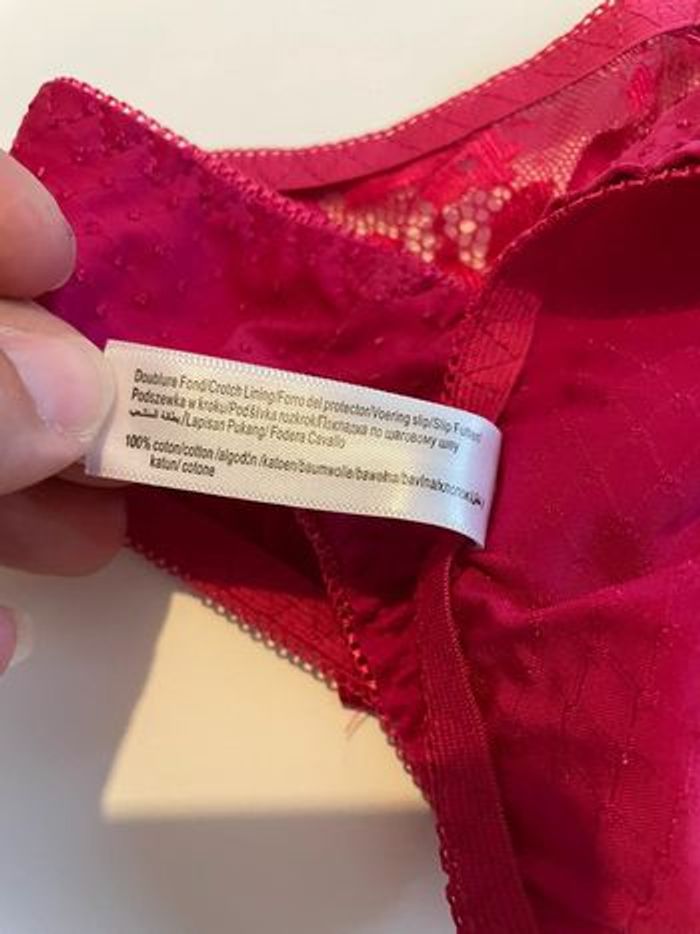 Doublure Fond/Crotch Lining/Forro del protector/Voering slip/Slip Futter/
Podszewka w kroku/Podšívka rozkrok/Подкладка по шаговому шву
/Lapisan Pukang/ Fodera Cavallo
100% coton/cotton /algodón /katoen/baumwolle/bawełna/bavlna/хлопок/
katun/ cotone